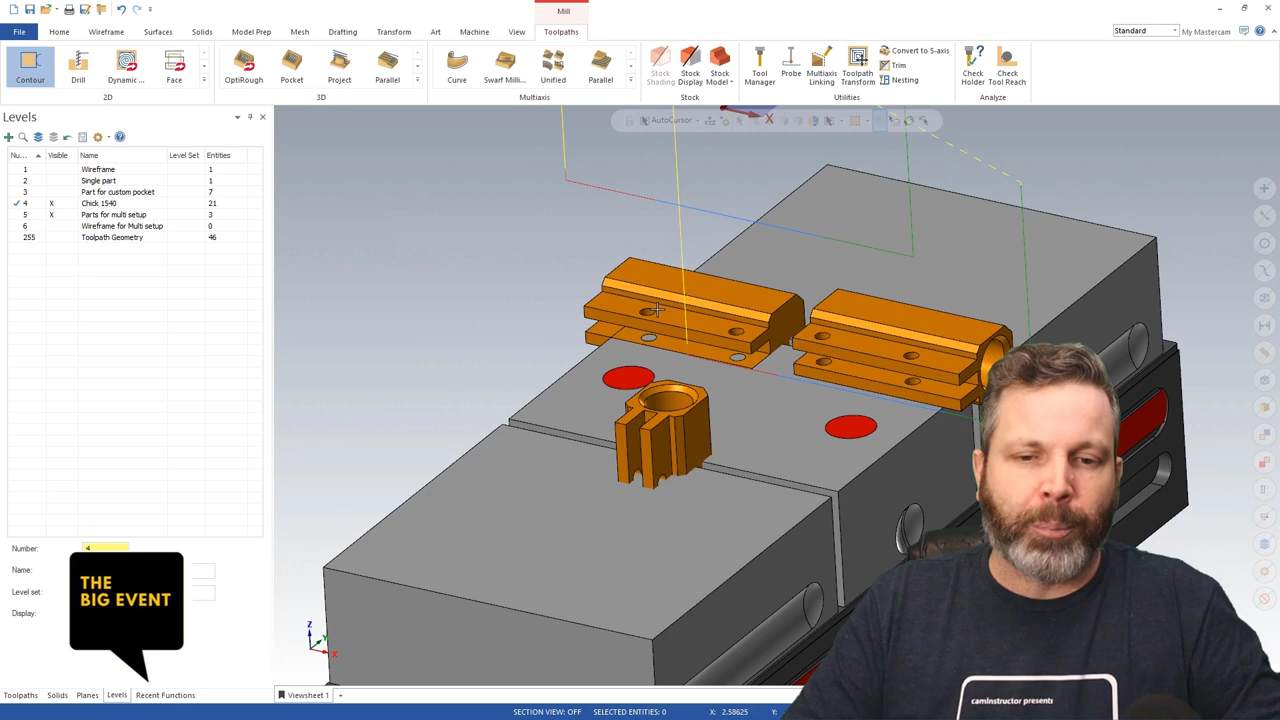 Mill
File Home Wireframe Surfaces Solids Model Prep Mesh Drafting Transform Art Machine View Toolpaths
Standard My Mastercam
Contour Drill Dynamic ... Face OptiRough Pocket Project Parallel Curve Swarf Milli... Unified Parallel Stock Shading Stock Display Stock Model Tool Manager Probe Multiaxis Linking Toolpath Transform Convert to 5-axis Trim Nesting Check Holder Check Tool Reach
2D 3D Multiaxis Stock Utilities Analyze
Levels
AutoCursor
X
Nu... Visible Name Level Set Entities
1 Wireframe 1
2 Single part 1
3 Part for custom pocket 7
4 X Chick 1540 21
5 X Parts for multi setup 3
6 Wireframe for Multi setup 0
255 Toolpath Geometry 46
Number: 4
Name:
Level set:
Display:
THE
BIG EVENT
Z
Y
X
Toolpaths Solids Planes Levels Recent Functions
Viewsheet 1 +
camInstructor presents
SECTION VIEW: OFF SELECTED ENTITIES: 0 X: 2.58625 Y: